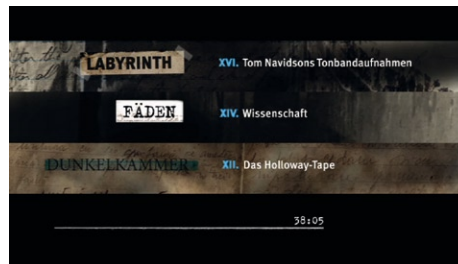 LABYRINTH XVI. Tom Navidsons Tonbandaufnahmen
FÄDEN XIV. Wissenschaft
DUNKELKAMMER XII. Das Holloway-Tape
38:05